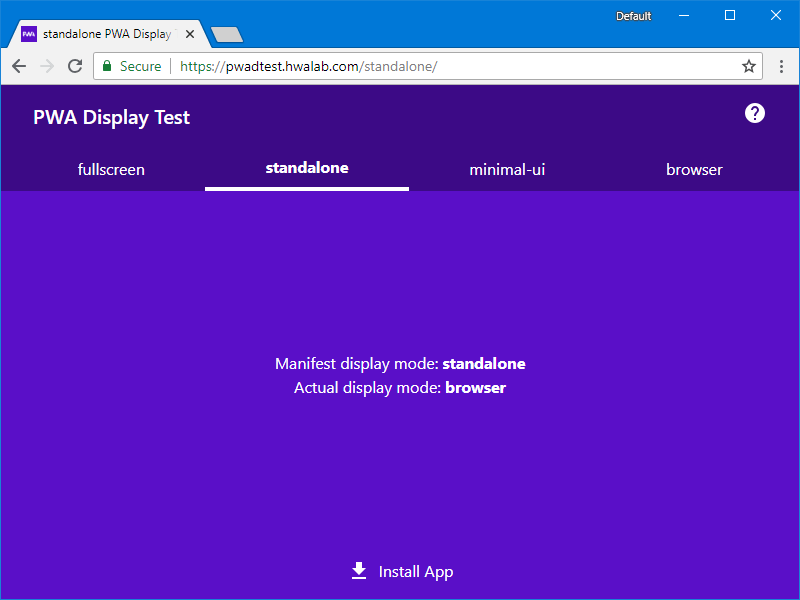 Default
PWA standalone PWA Display
Secure https://pwadtest.hwalab.com/standalone/
PWA Display Test
?
fullscreen standalone minimal-ui browser
Manifest display mode: standalone
Actual display mode: browser
Install App